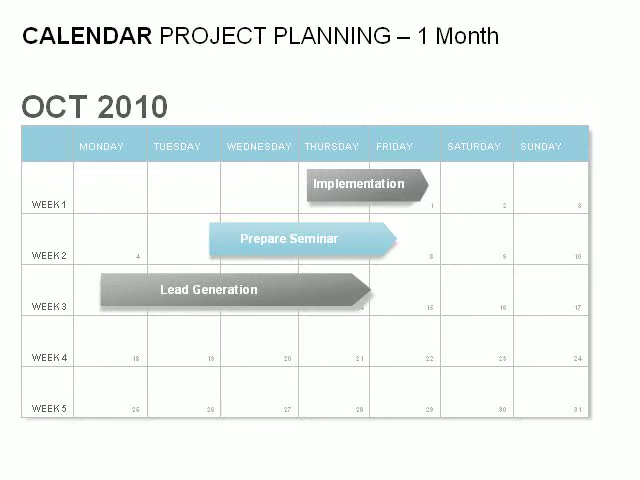 CALENDAR PROJECT PLANNING – 1 Month
OCT 2010
MONDAY TUESDAY WEDNESDAY THURSDAY FRIDAY SATURDAY SUNDAY
Implementation
WEEK 1 1 2 3
Prepare Seminar
WEEK 2 4 8 9 10
Lead Generation
WEEK 3 15 16 17
WEEK 4 18 19 20 21 22 23 24
WEEK 5 25 26 27 28 29 30 31